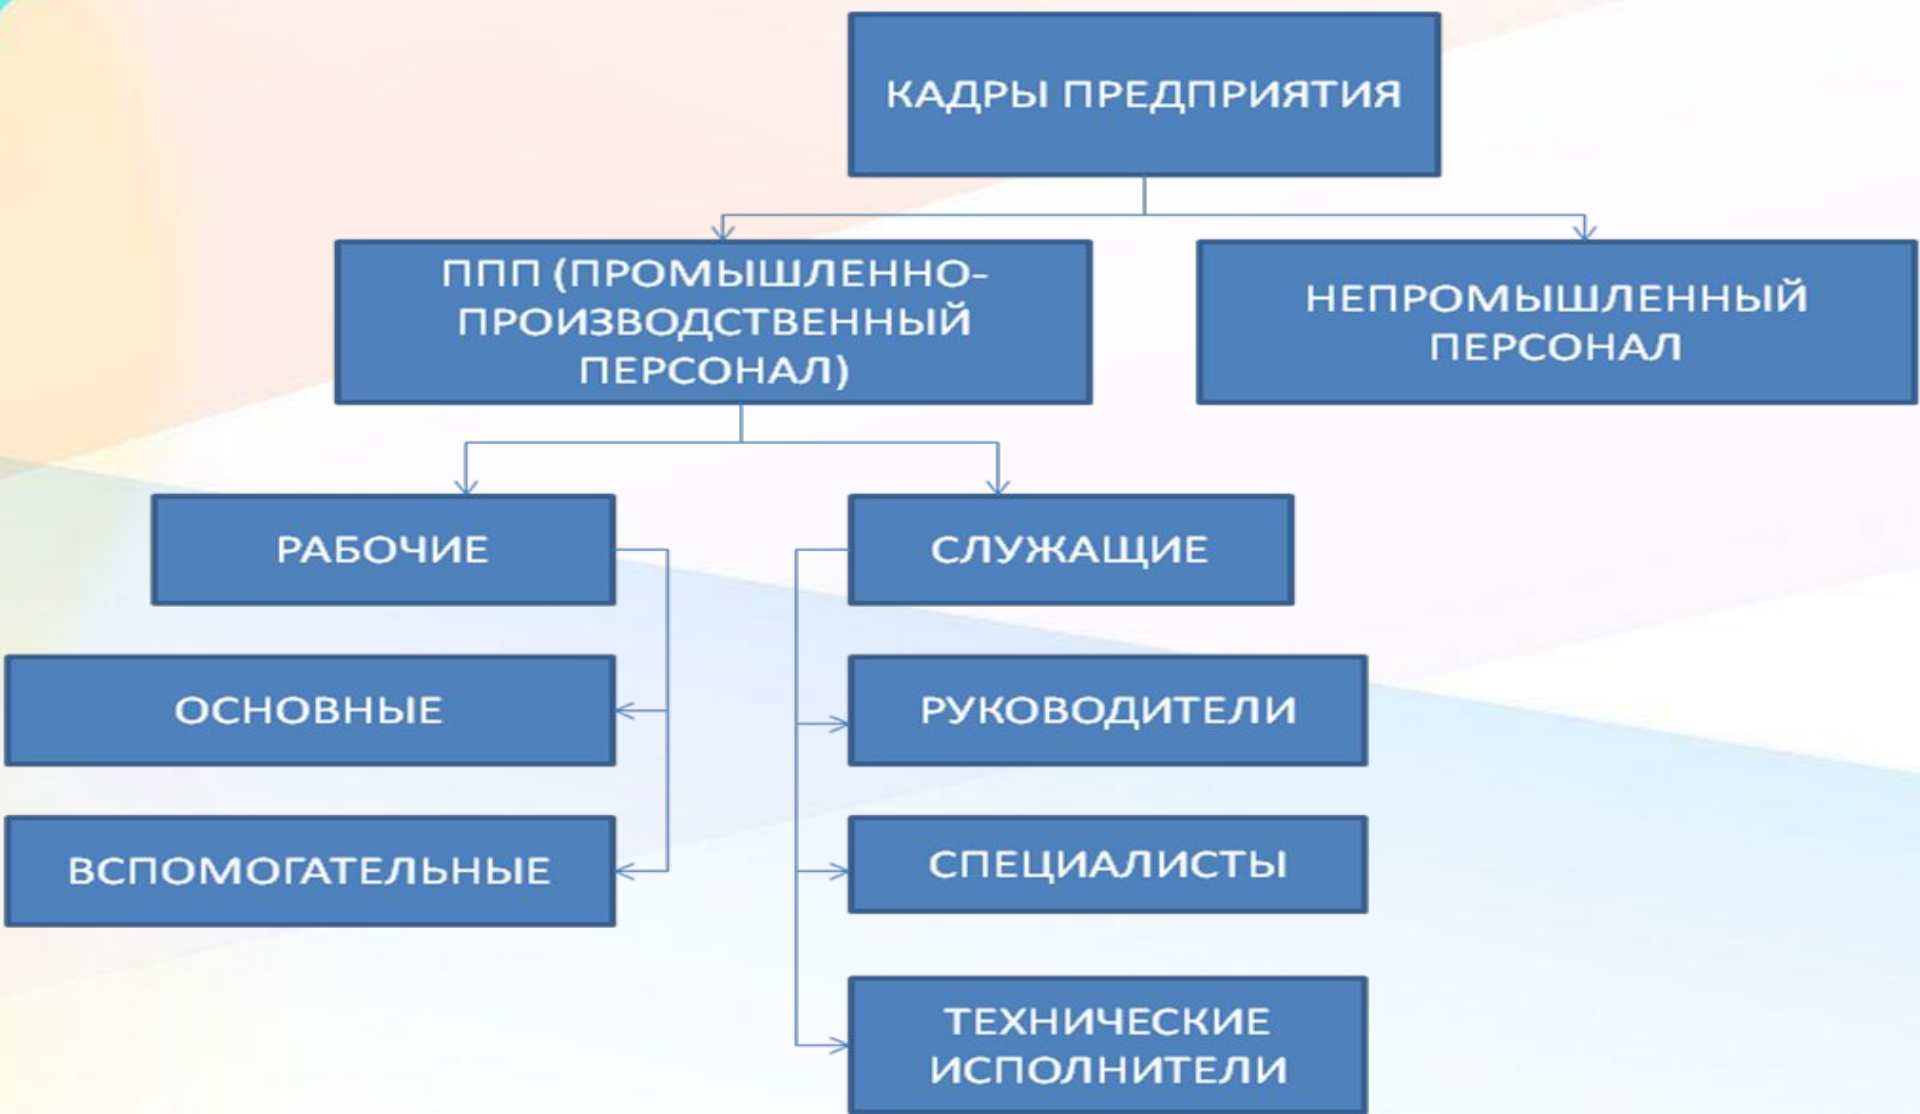 КАДРЫ ПРЕДПРИЯТИЯ
ППП (ПРОМЫШЛЕННО-
ПРОИЗВОДСТВЕННЫЙ
ПЕРСОНАЛ)
НЕПРОМЫШЛЕННЫЙ
ПЕРСОНАЛ
РАБОЧИЕ
СЛУЖАЩИЕ
ОСНОВНЫЕ
РУКОВОДИТЕЛИ
ВСПОМОГАТЕЛЬНЫЕ
СПЕЦИАЛИСТЫ
ТЕХНИЧЕСКИЕ
ИСПОЛНИТЕЛИ